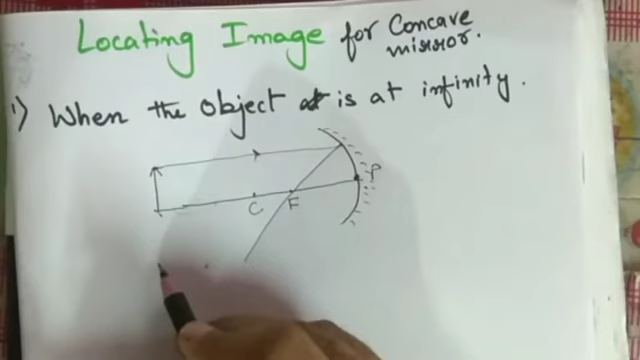 Locating Image for Concave mirror.
1) When the object is at infinity.
P
C F